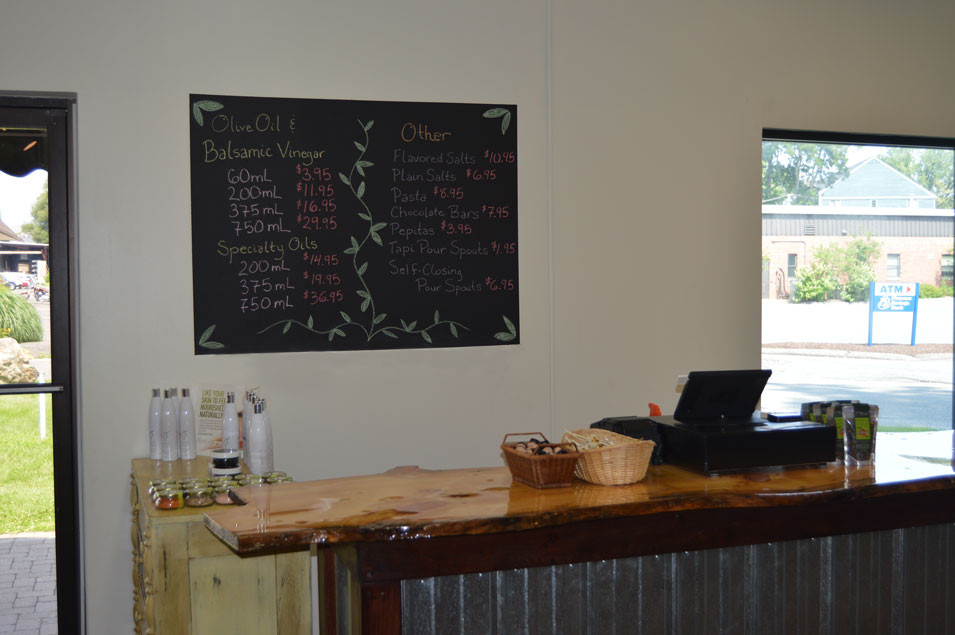 Olive Oil &
Balsamic Vinegar
60mL $3.95
200mL $11.95
375mL $16.95
750mL $29.95
Specialty Oils
200mL $14.95
375mL $19.95
750mL $36.95
Other
Flavored Salts $10.95
Plain Salts $6.95
Pasta $8.95
Chocolate Bars $7.95
Pepitas $3.95
Tapi Pour Spouts $1.95
Self-Closing
Pour Spouts $6.95
LIKE YOUR
SKIN TO FEEL
NOURISHED
NATURALLY
ATM